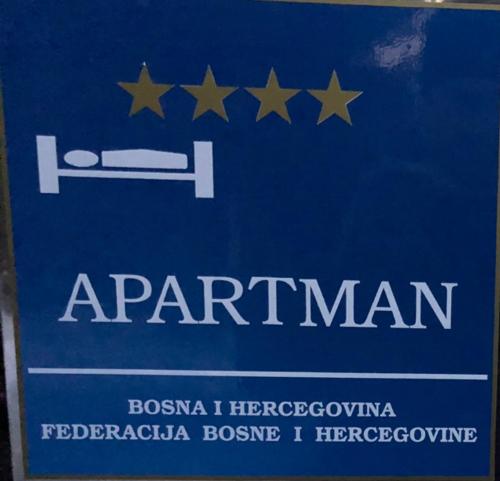 APARTMAN
BOSNA I HERCEGOVINA
FEDERACIJA BOSNE I HERCEGOVINE